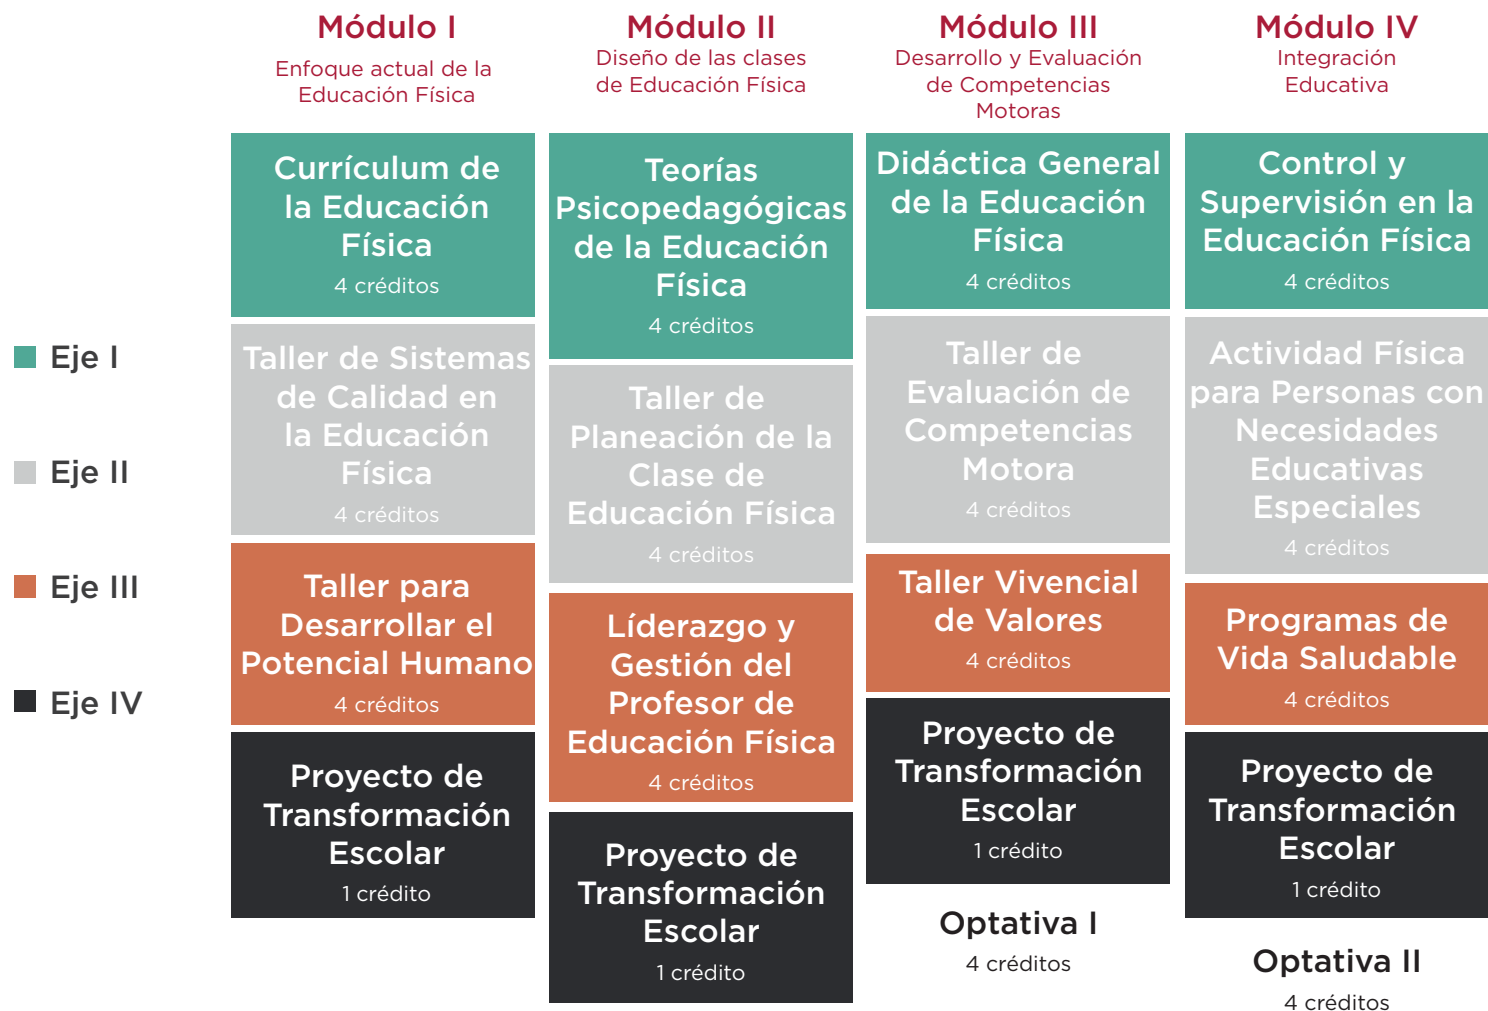 Módulo I
Enfoque actual de la
Educación Física
Módulo II
Diseño de las clases
de Educación Física
Módulo III
Desarrollo y Evaluación
de Competencias
Motoras
Módulo IV
Integración
Educativa
Eje I
Eje II
Eje III
Eje IV
Currículum de
la Educación
Física
4 créditos
Taller de Sistemas
de Calidad en
la Educación
Física
4 créditos
Taller para
Desarrollar el
Potencial Humano
4 créditos
Proyecto de
Transformación
Escolar
1 crédito
Teorías
Psicopedagógicas
de la Educación
Física
4 créditos
Taller de
Planeación de la
Clase de
Educación Física
4 créditos
Líderazgo y
Gestión del
Profesor de
Educación Física
4 créditos
Proyecto de
Transformación
Escolar
1 crédito
Didáctica General
de la Educación
Física
4 créditos
Taller de
Evaluación de
Competencias
Motora
4 créditos
Taller Vivencial
de Valores
4 créditos
Proyecto de
Transformación
Escolar
1 crédito
Optativa I
4 créditos
Control y
Supervisión en la
Educación Física
4 créditos
Actividad Física
para Personas con
Necesidades
Educativas
Especiales
4 créditos
Programas de
Vida Saludable
4 créditos
Proyecto de
Transformación
Escolar
1 crédito
Optativa II
4 créditos